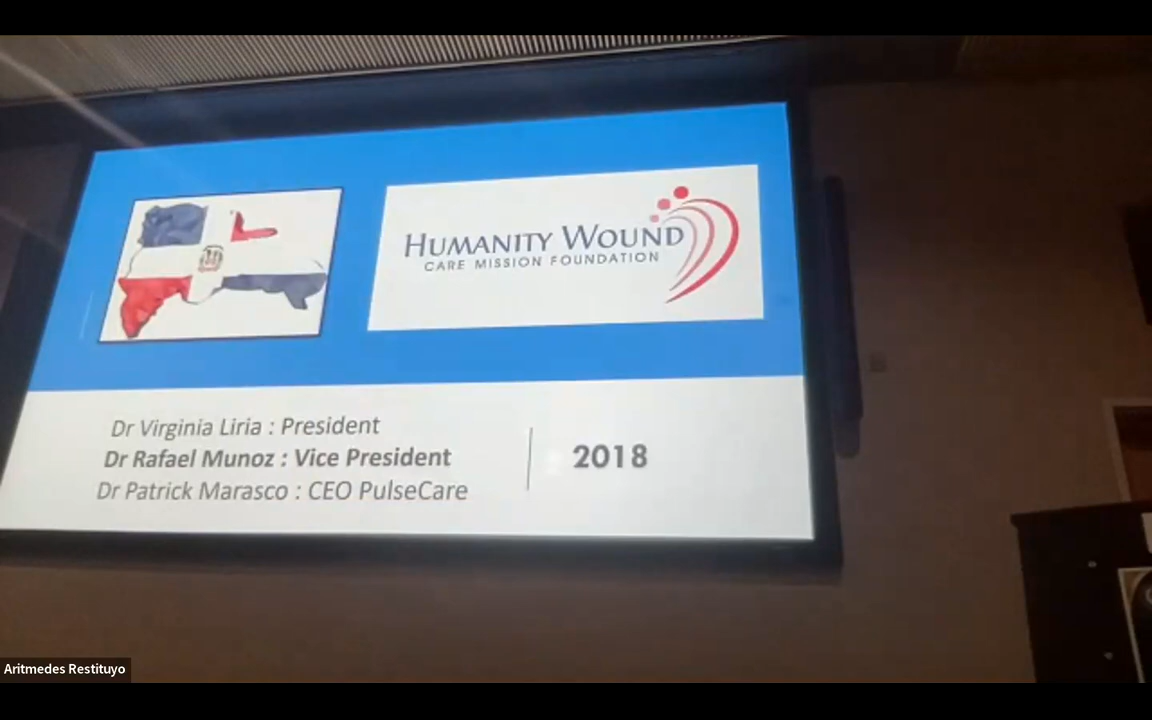 HUMANITY WOUND
CARE MISSION FOUNDATION
Dr Virginia Liria : President
Dr Rafael Munoz : Vice President
Dr Patrick Marasco : CEO PulseCare
2018
Aritmedes Restituyo